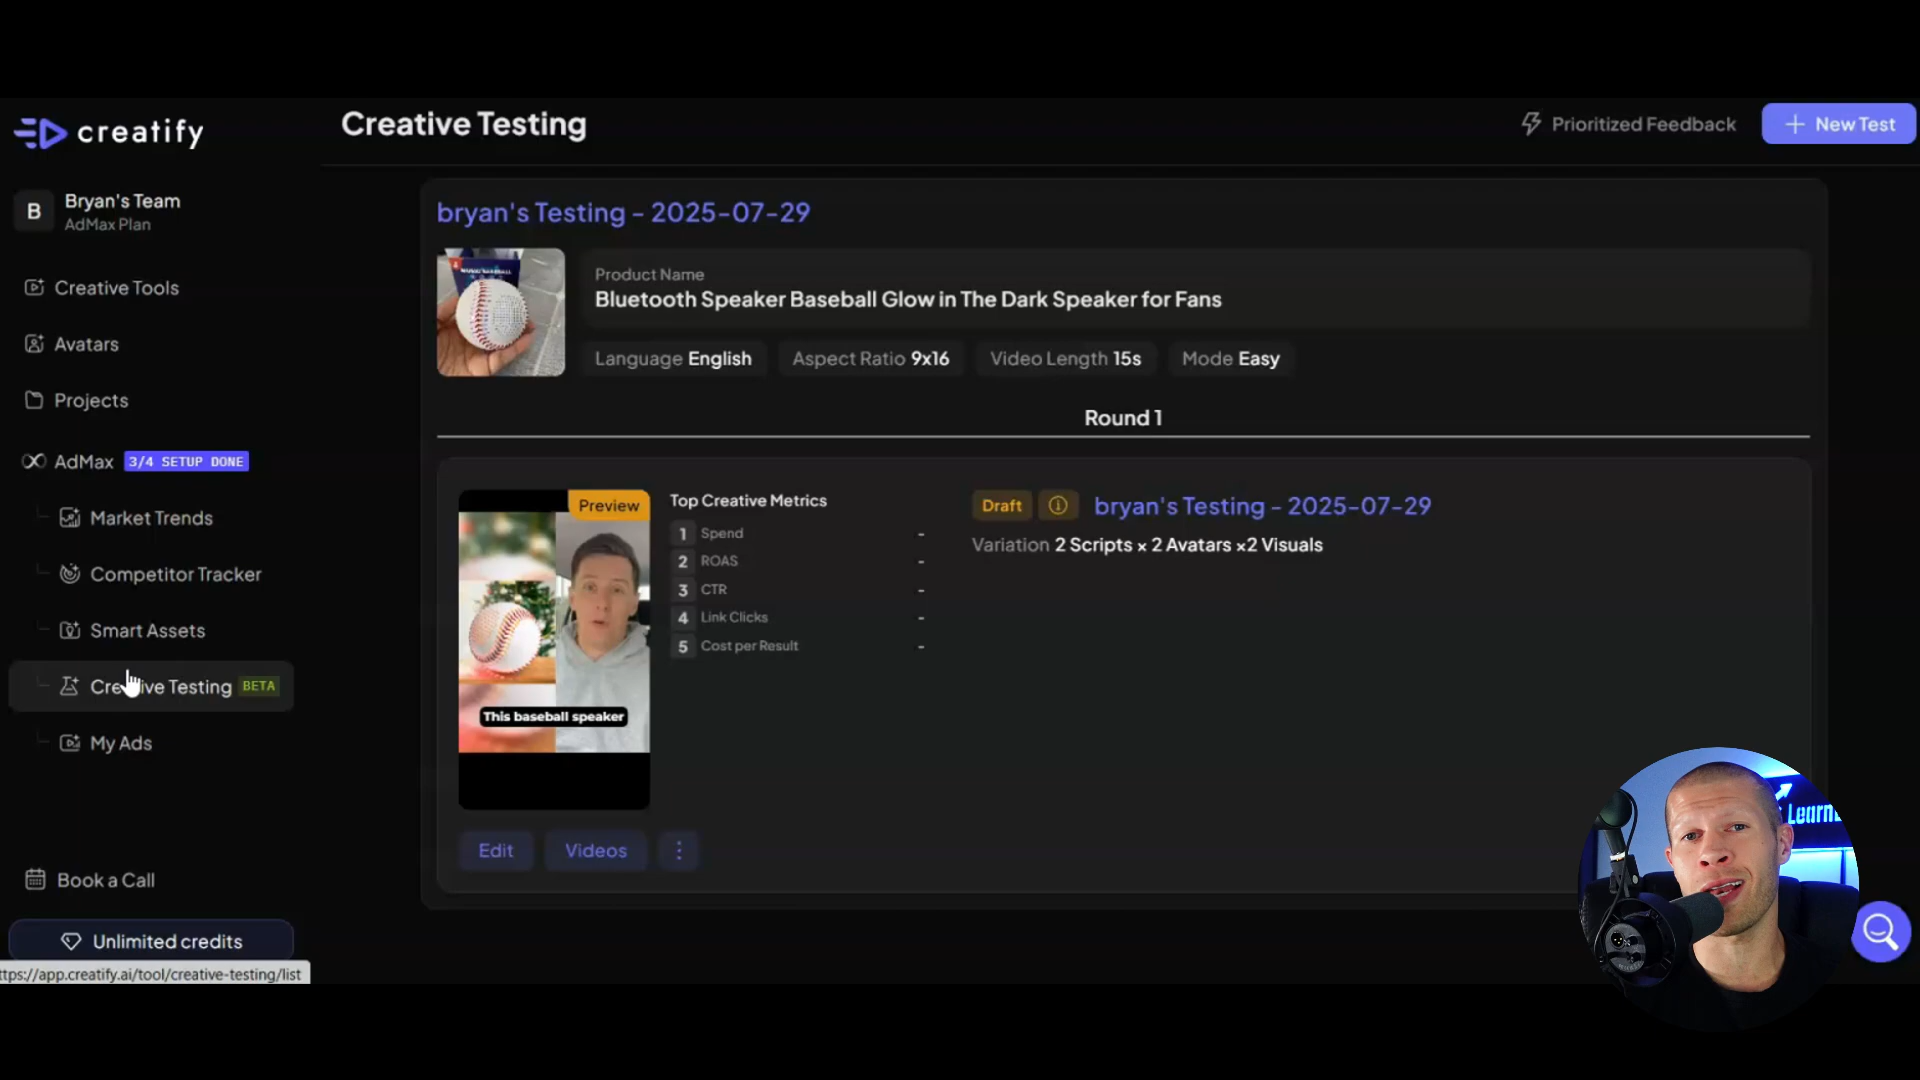 creatify
B
Bryan's Team
AdMax Plan
Creative Tools
Avatars
Projects
AdMax 3/4 SETUP DONE
Market Trends
Competitor Tracker
Smart Assets
Creative Testing BETA
My Ads
Book a Call
Unlimited credits
ttps://app.creatify.ai/tool/creative-testing/list
Creative Testing
Prioritized Feedback
+ New Test
bryan's Testing - 2025-07-29
Product Name
Bluetooth Speaker Baseball Glow in The Dark Speaker for Fans
Language English
Aspect Ratio 9x16
Video Length 15s
Mode Easy
Round 1
Preview
This baseball speaker
Top Creative Metrics
1 Spend -
2 ROAS -
3 CTR -
4 Link Clicks -
5 Cost per Result -
Draft
bryan's Testing - 2025-07-29
Variation 2 Scripts × 2 Avatars ×2 Visuals
Edit
Videos
Learn